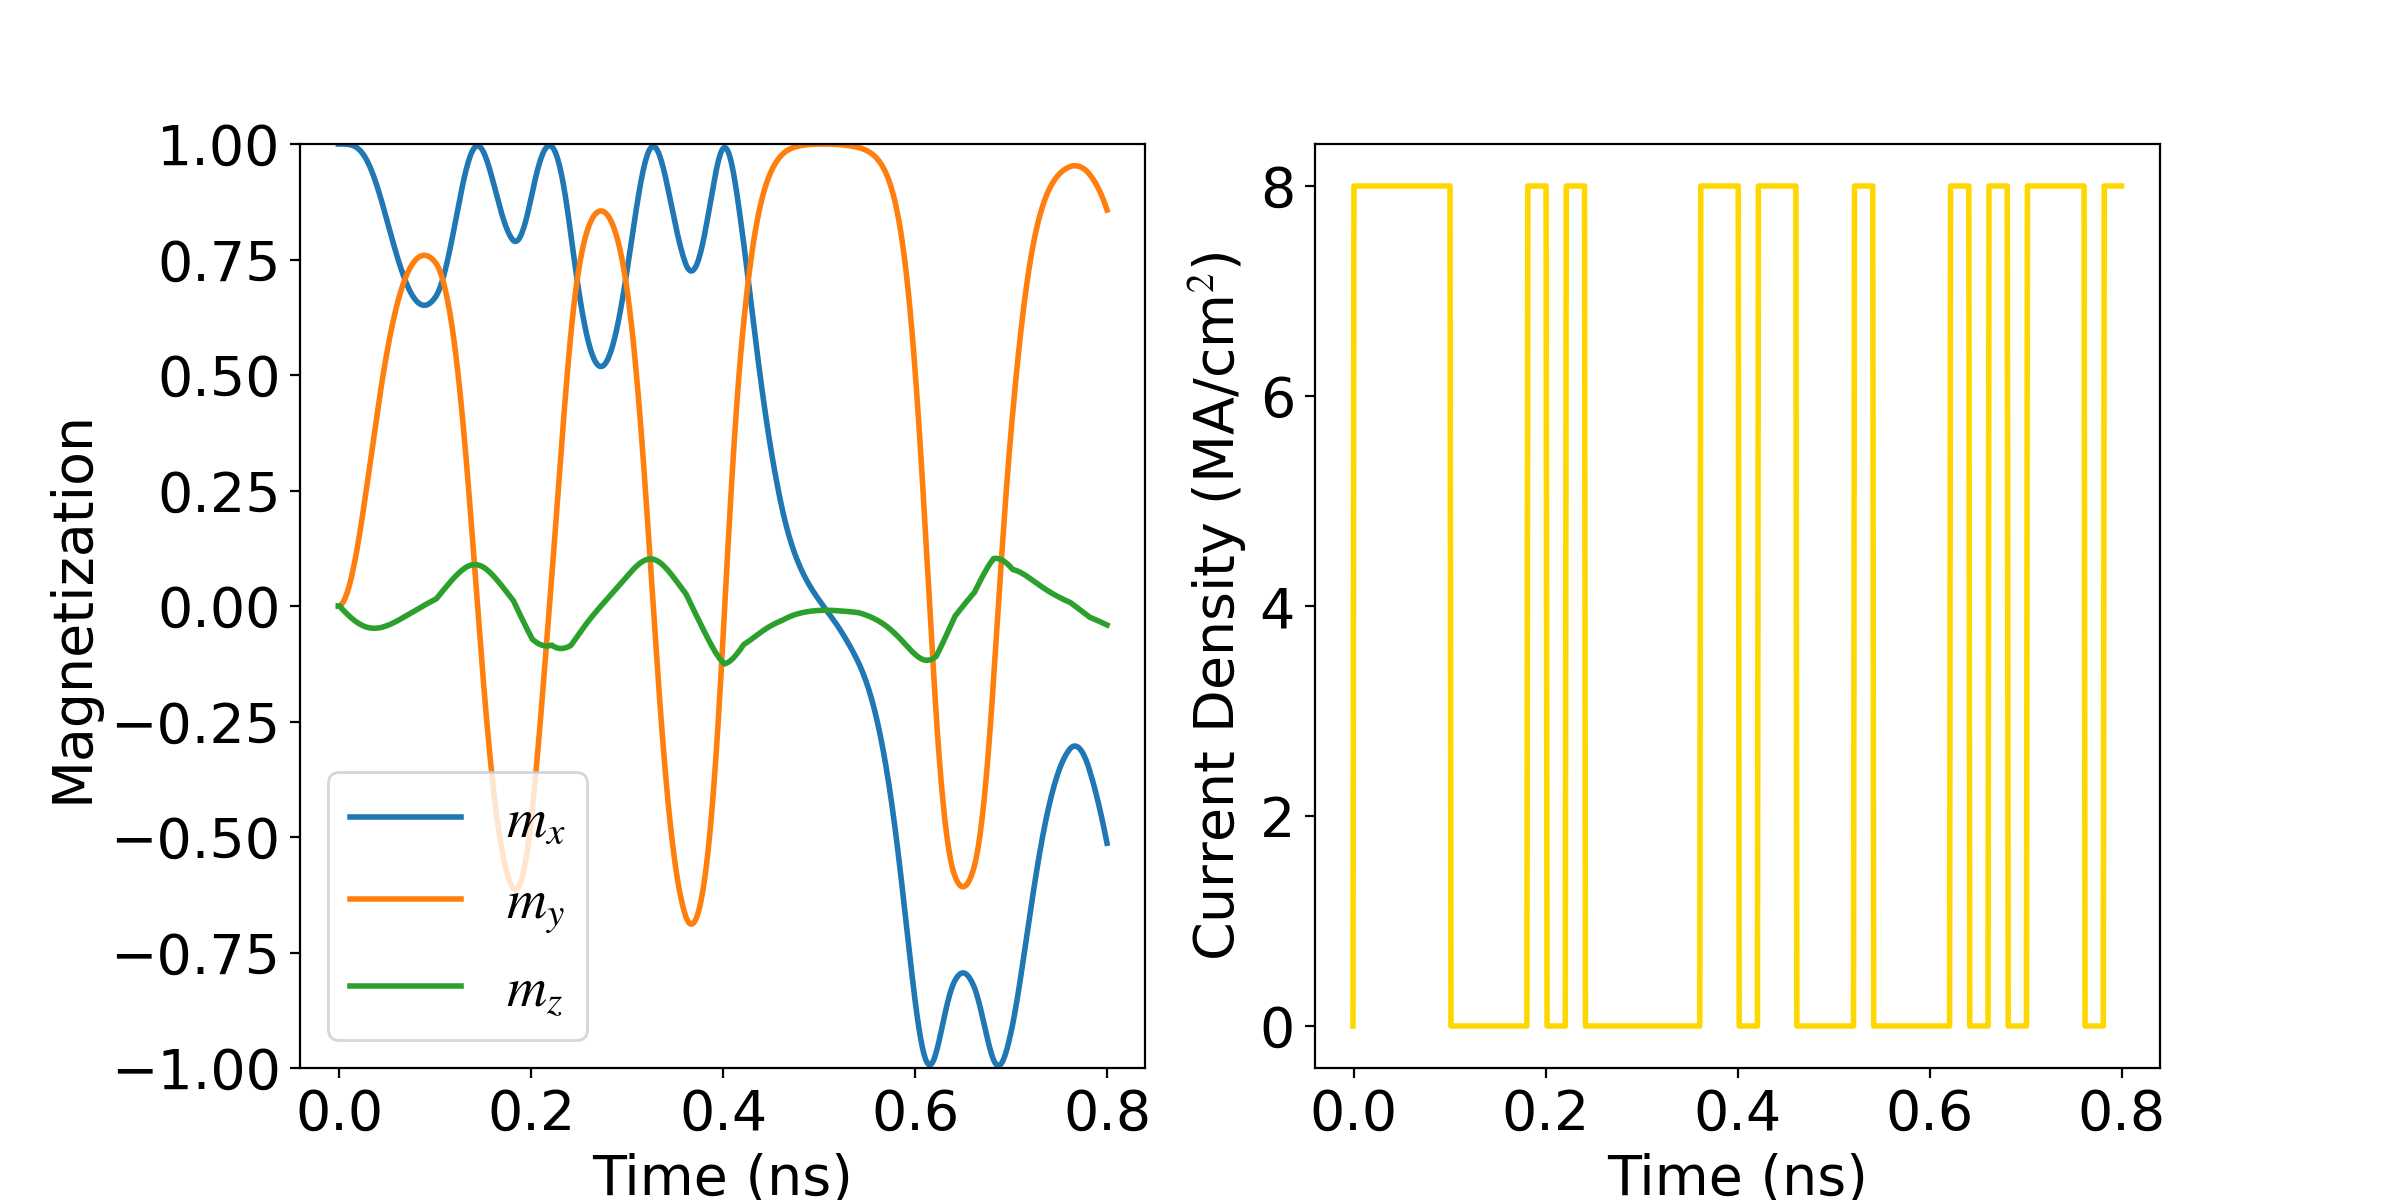 1.00
0.75
0.50
0.25
0.00
−0.25
−0.50
−0.75
−1.00
Magnetization
m_x
m_y
m_z
0.0 0.2 0.4 0.6 0.8
Time (ns)
8
6
4
2
0
Current Density (MA/cm²)
0.0 0.2 0.4 0.6 0.8
Time (ns)